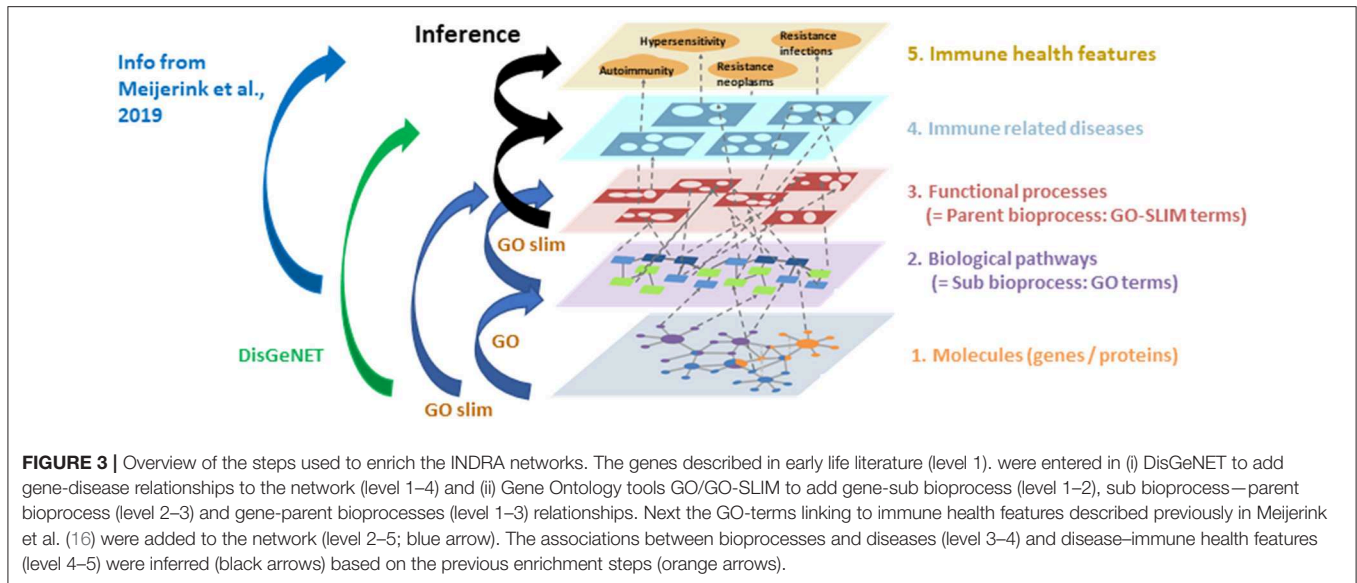 Inference
Info from
Meijerink et al.,
2019
DisGeNET
GO slim
GO
GO slim
Hypersensitivity
Resistance
infections
Autoimmunity
Resistance
neoplasms
5. Immune health features
4. Immune related diseases
3. Functional processes
(= Parent bioprocess: GO-SLIM terms)
2. Biological pathways
(= Sub bioprocess: GO terms)
1. Molecules (genes / proteins)
FIGURE 3 | Overview of the steps used to enrich the INDRA networks. The genes described in early life literature (level 1). were entered in (i) DisGeNET to add
gene-disease relationships to the network (level 1–4) and (ii) Gene Ontology tools GO/GO-SLIM to add gene-sub bioprocess (level 1–2), sub bioprocess—parent
bioprocess (level 2–3) and gene-parent bioprocesses (level 1–3) relationships. Next the GO-terms linking to immune health features described previously in Meijerink
et al. (16) were added to the network (level 2–5; blue arrow). The associations between bioprocesses and diseases (level 3–4) and disease–immune health features
(level 4–5) were inferred (black arrows) based on the previous enrichment steps (orange arrows).